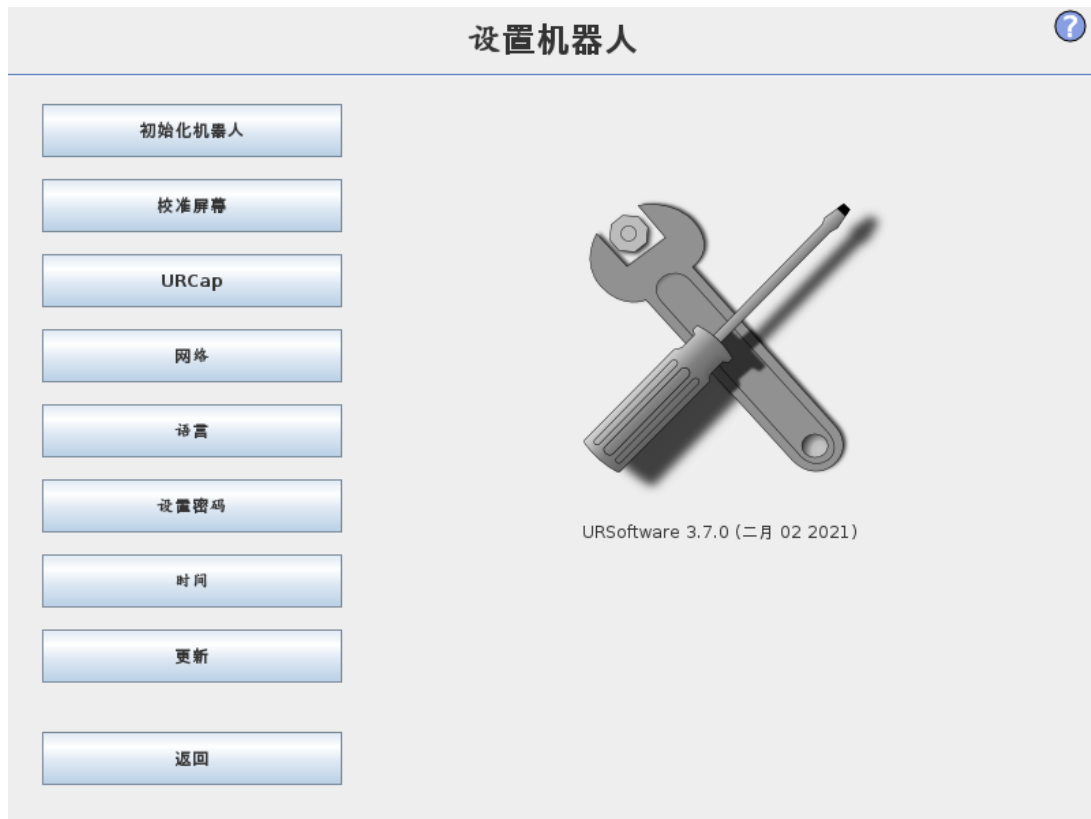 设置机器人
?
初始化机器人
校准屏幕
URCap
网络
语言
设置密码
时间
更新
返回
URSoftware 3.7.0 (二月 02 2021)